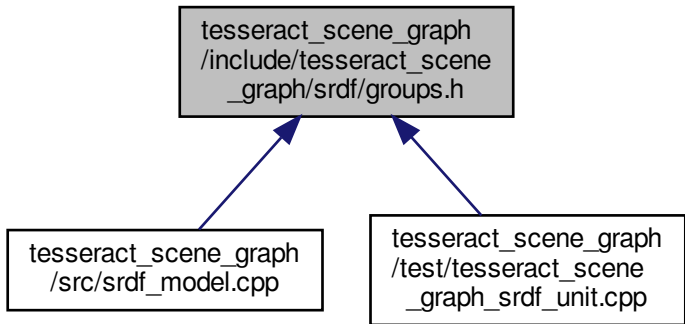 tesseract_scene_graph
/include/tesseract_scene
_graph/srdf/groups.h
tesseract_scene_graph
/src/srdf_model.cpp
tesseract_scene_graph
/test/tesseract_scene
_graph_srdf_unit.cpp